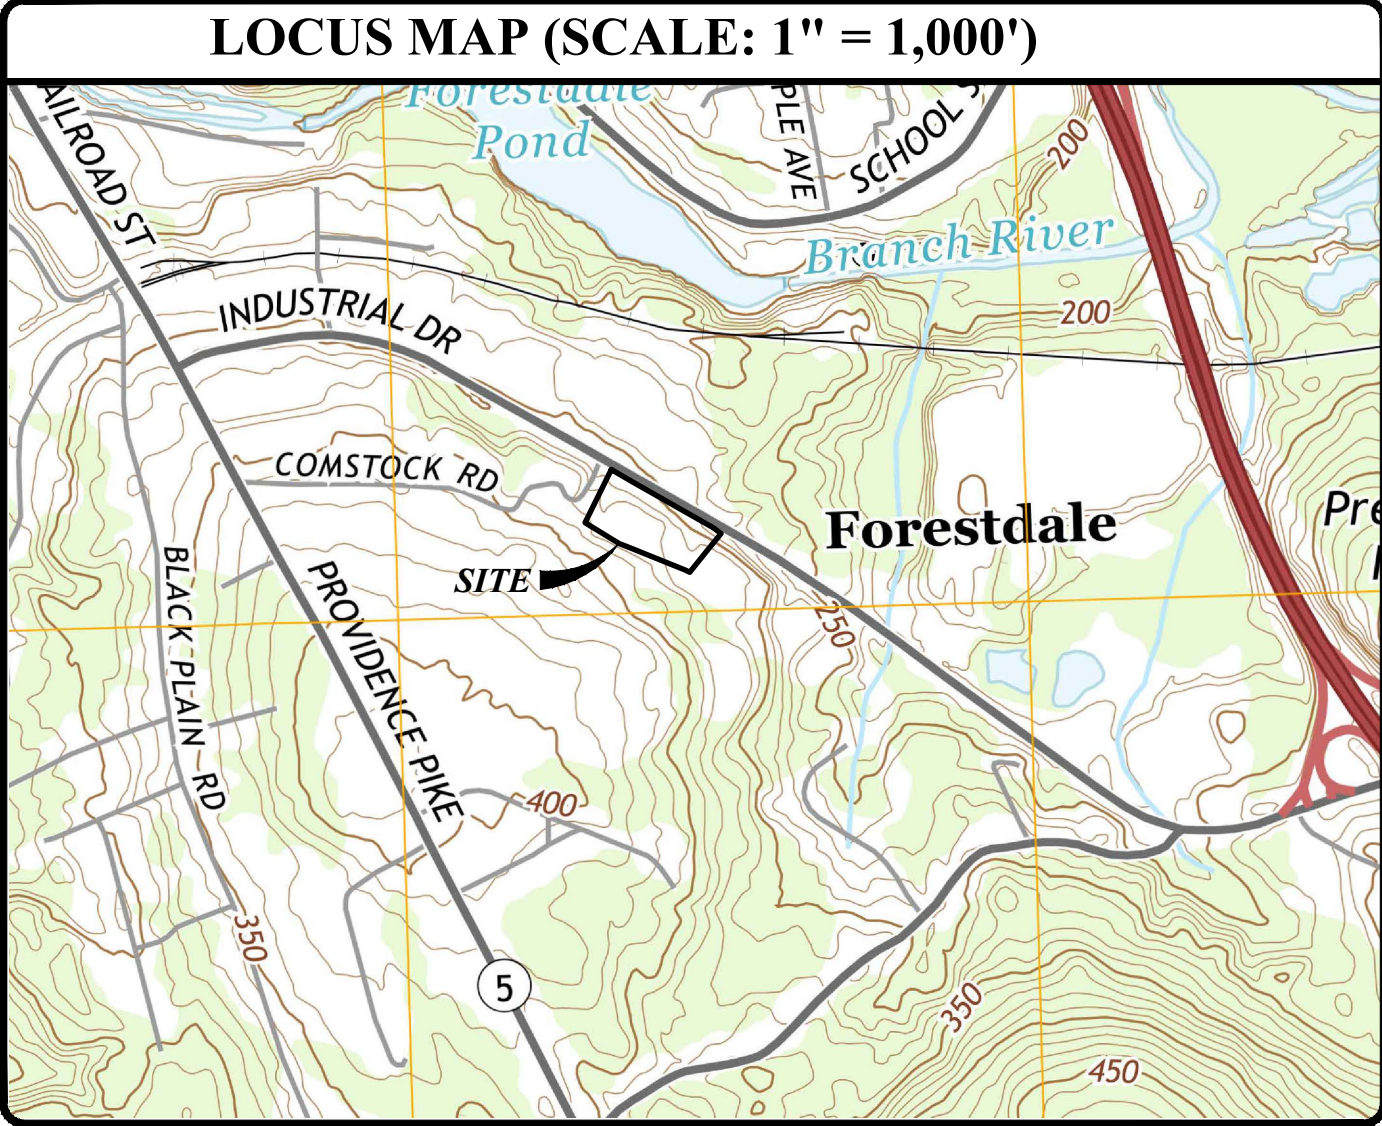 LOCUS MAP (SCALE: 1" = 1,000')
Forestdale
Pond
AILROAD ST
PLE AVE
SCHOOL S
200
Branch River
200
INDUSTRIAL DR
COMSTOCK RD
Forestdale
Pre
SITE
BLACK PLAIN RD
PROVIDENCE PIKE
250
400
350
5
350
450